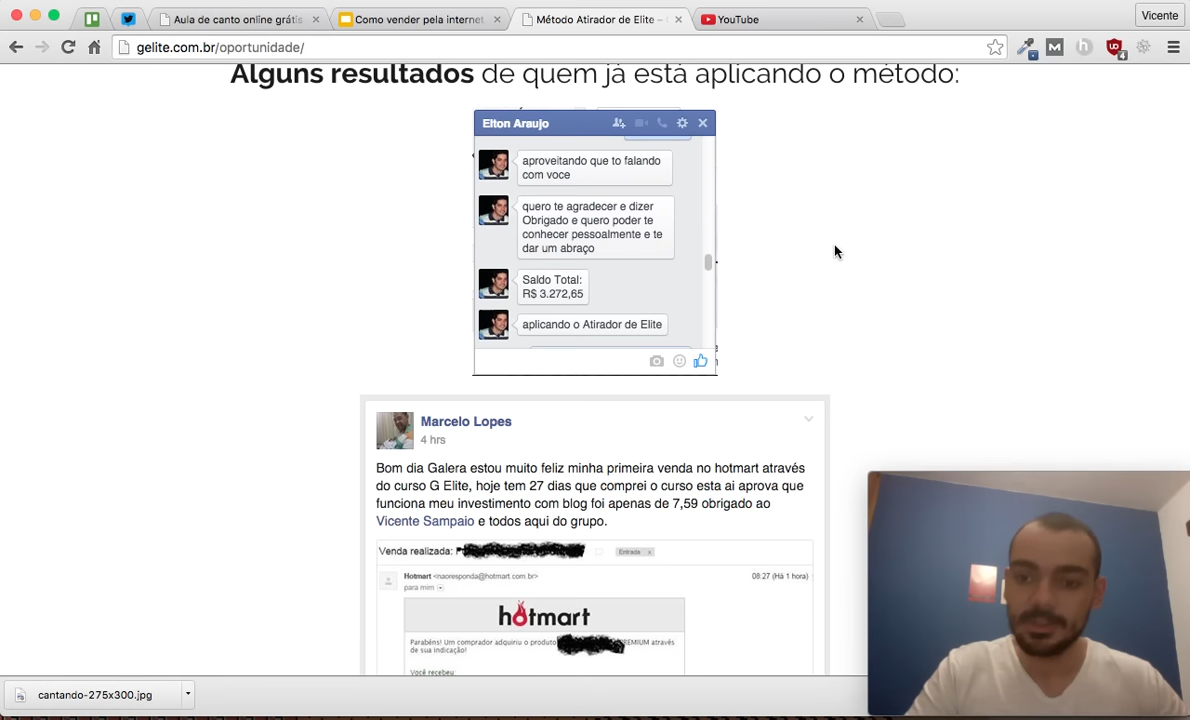 Aula de canto online grátis
Como vender pela internet
Método Atirador de Elite –
YouTube
Vicente
gelite.com.br/oportunidade/
Alguns resultados de quem já está aplicando o método:
Elton Araujo
aproveitando que to falando
com voce
quero te agradecer e dizer
Obrigado e quero poder te
conhecer pessoalmente e te
dar um abraço
Saldo Total:
R$ 3.272,65
aplicando o Atirador de Elite
Marcelo Lopes
4 hrs
Bom dia Galera estou muito feliz minha primeira venda no hotmart através
do curso G Elite, hoje tem 27 dias que comprei o curso esta ai aprova que
funciona meu investimento com blog foi apenas de 7,59 obrigado ao
Vicente Sampaio e todos aqui do grupo.
Venda realizada:
Entrada x
Hotmart <naoresponda@hotmart.com.br>
08:27 (Há 1 hora)
para mim
hotmart
Parabéns! Um comprador adquiriu o produto EMIUM através
de sua indicação!
Você recebeu:
cantando-275x300.jpg